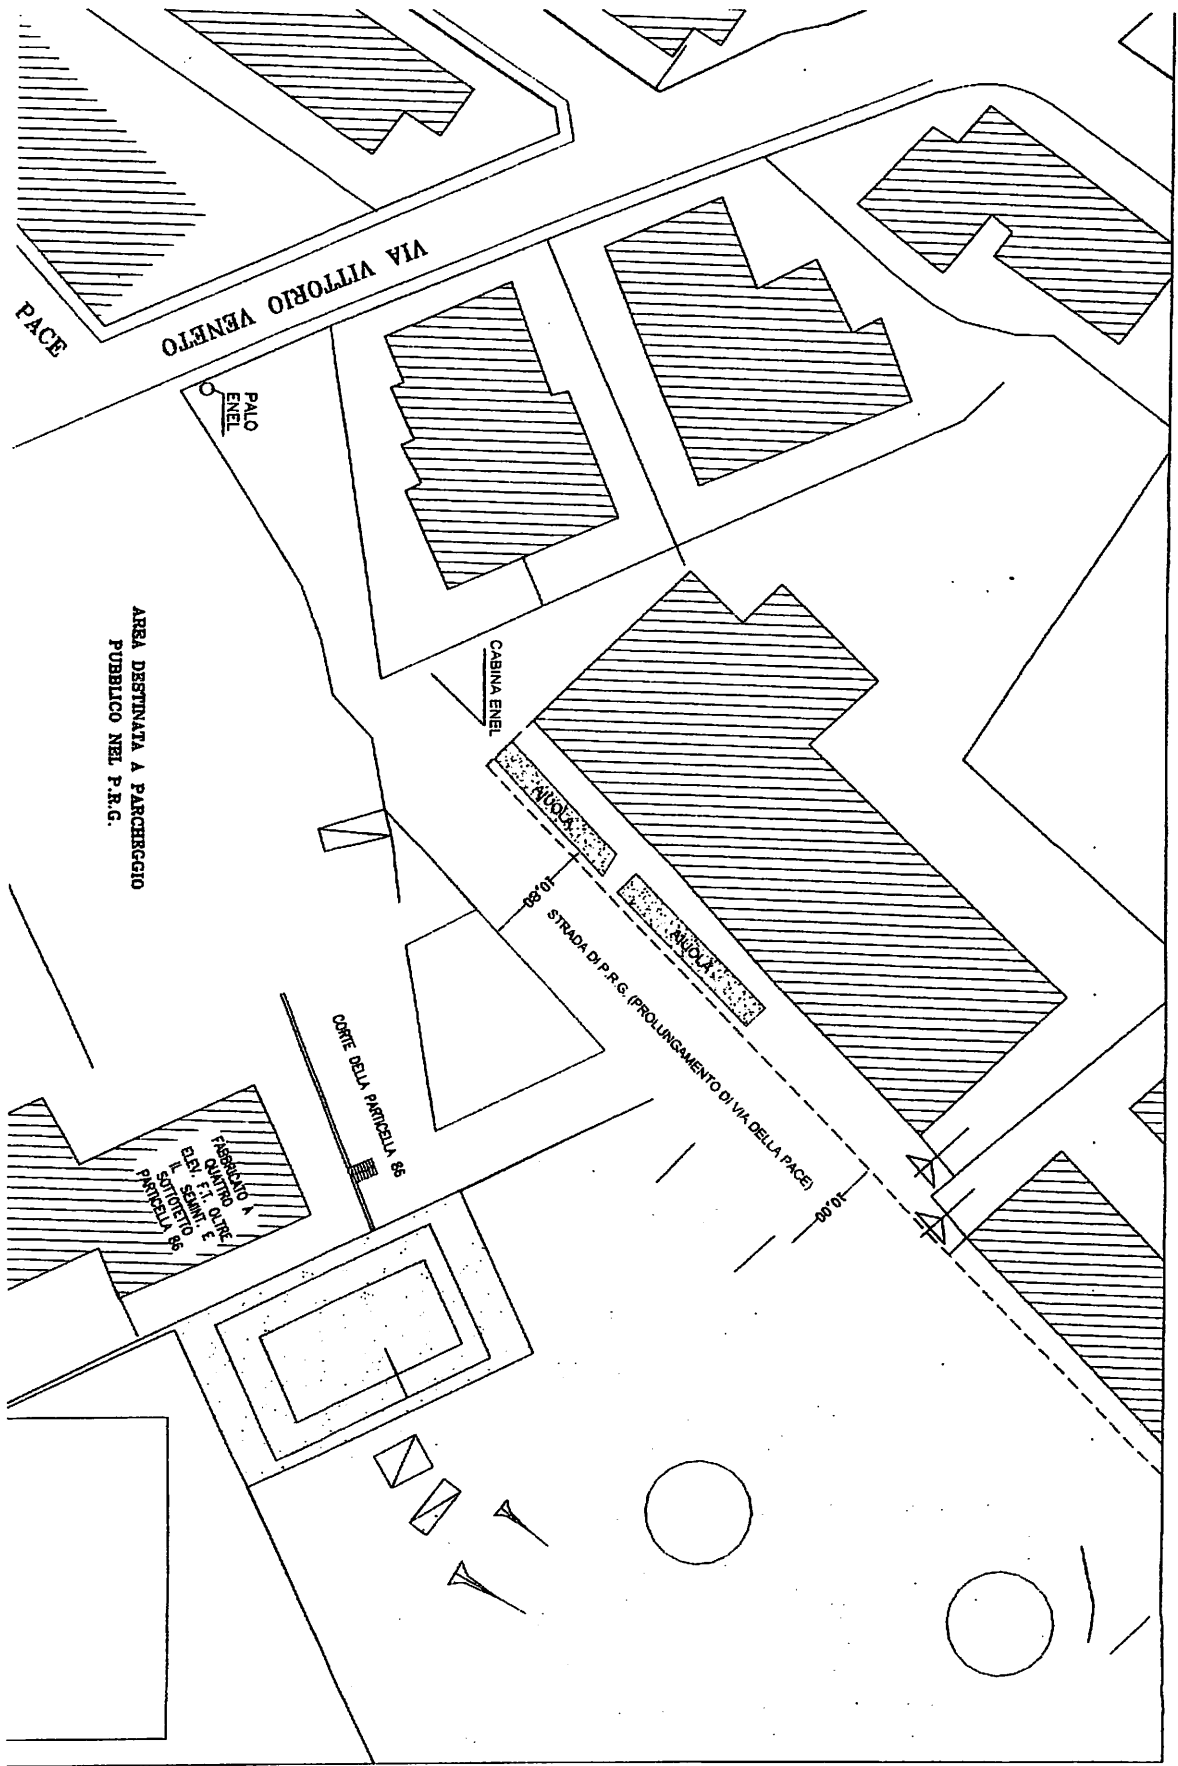 VIA VITTORIO VENETO
PACE
PALO
ENEL
CABINA ENEL
AREA DESTINATA A PARCHEGGIO
PUBBLICO NEL P.R.G.
AIUOLA
AIUOLA
10,80
STRADA DI P.R.G. (PROLUNGAMENTO DI VIA DELLA PACE)
10,00
CORTE DELLA PARTICELLA 86
FABBRICATO A
QUATTRO
ELEV. F.T. OLTRE
IL SEMINT. E
SOTTOTETTO
PARTICELLA 86